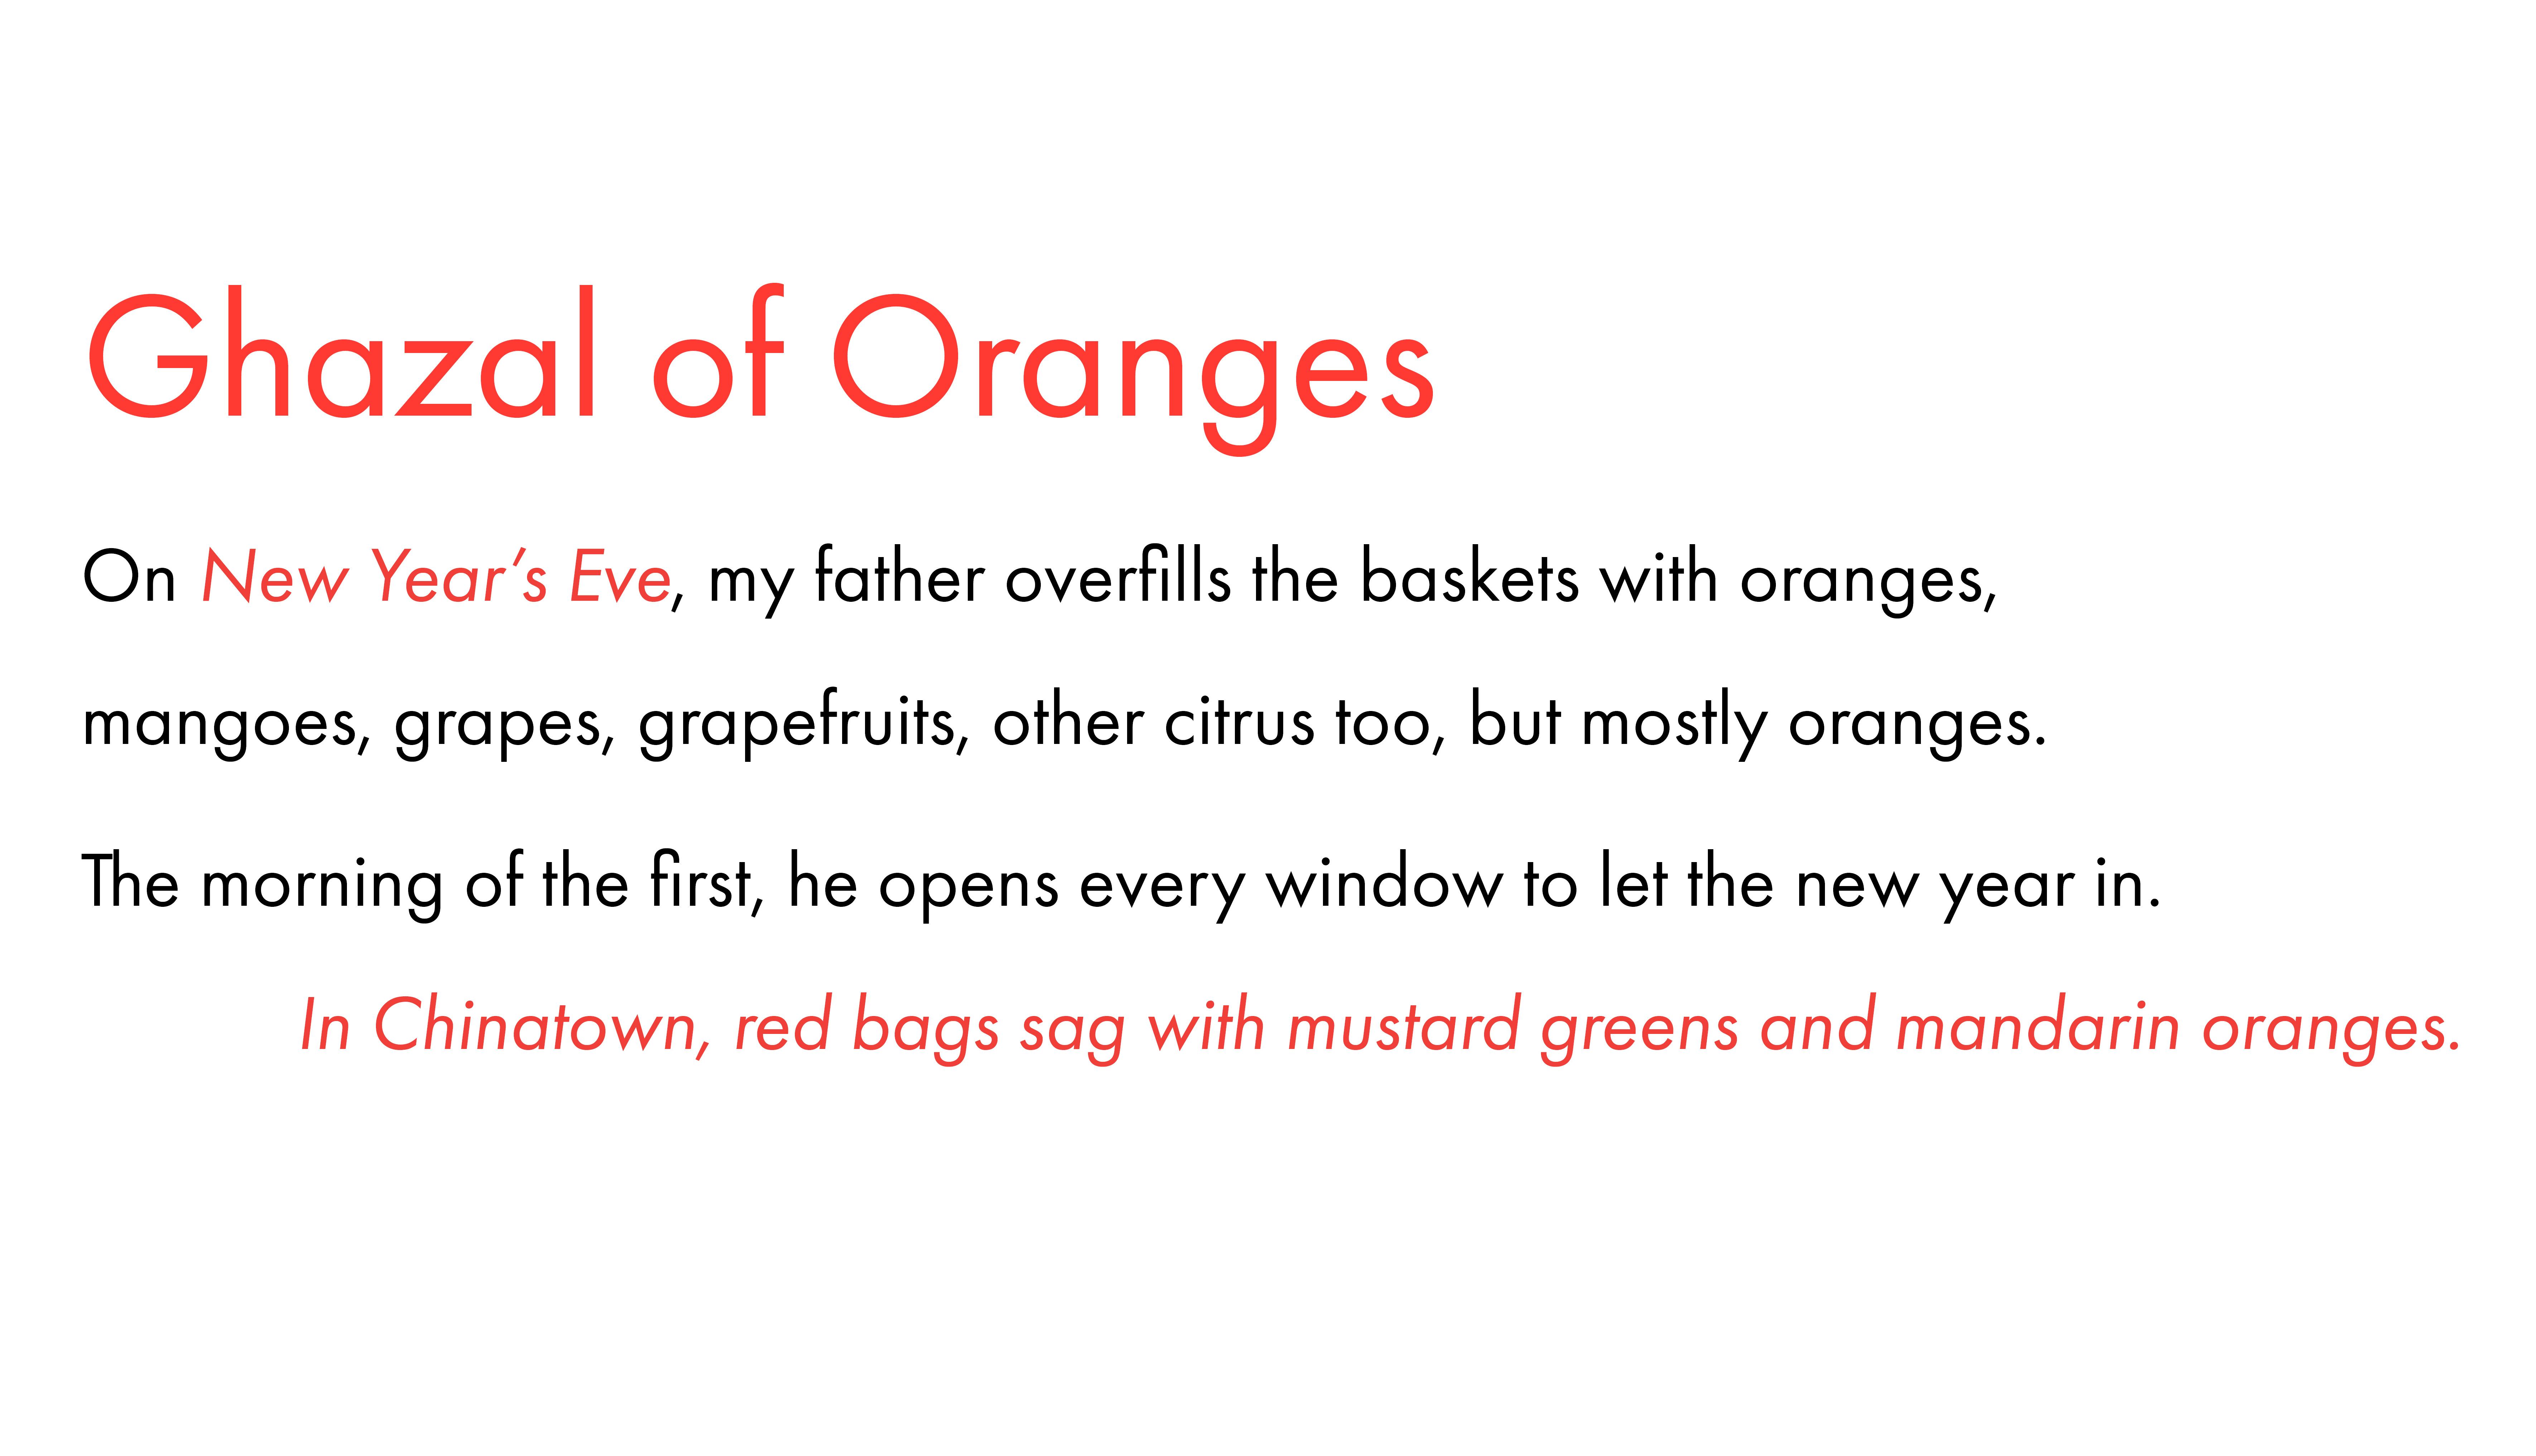 Ghazal of Oranges
On New Year’s Eve, my father overfills the baskets with oranges,
mangoes, grapes, grapefruits, other citrus too, but mostly oranges.
The morning of the first, he opens every window to let the new year in.
In Chinatown, red bags sag with mustard greens and mandarin oranges.